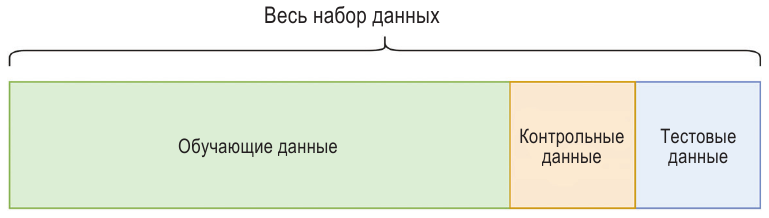 Весь набор данных
Обучающие данные
Контрольные
данные
Тестовые
данные